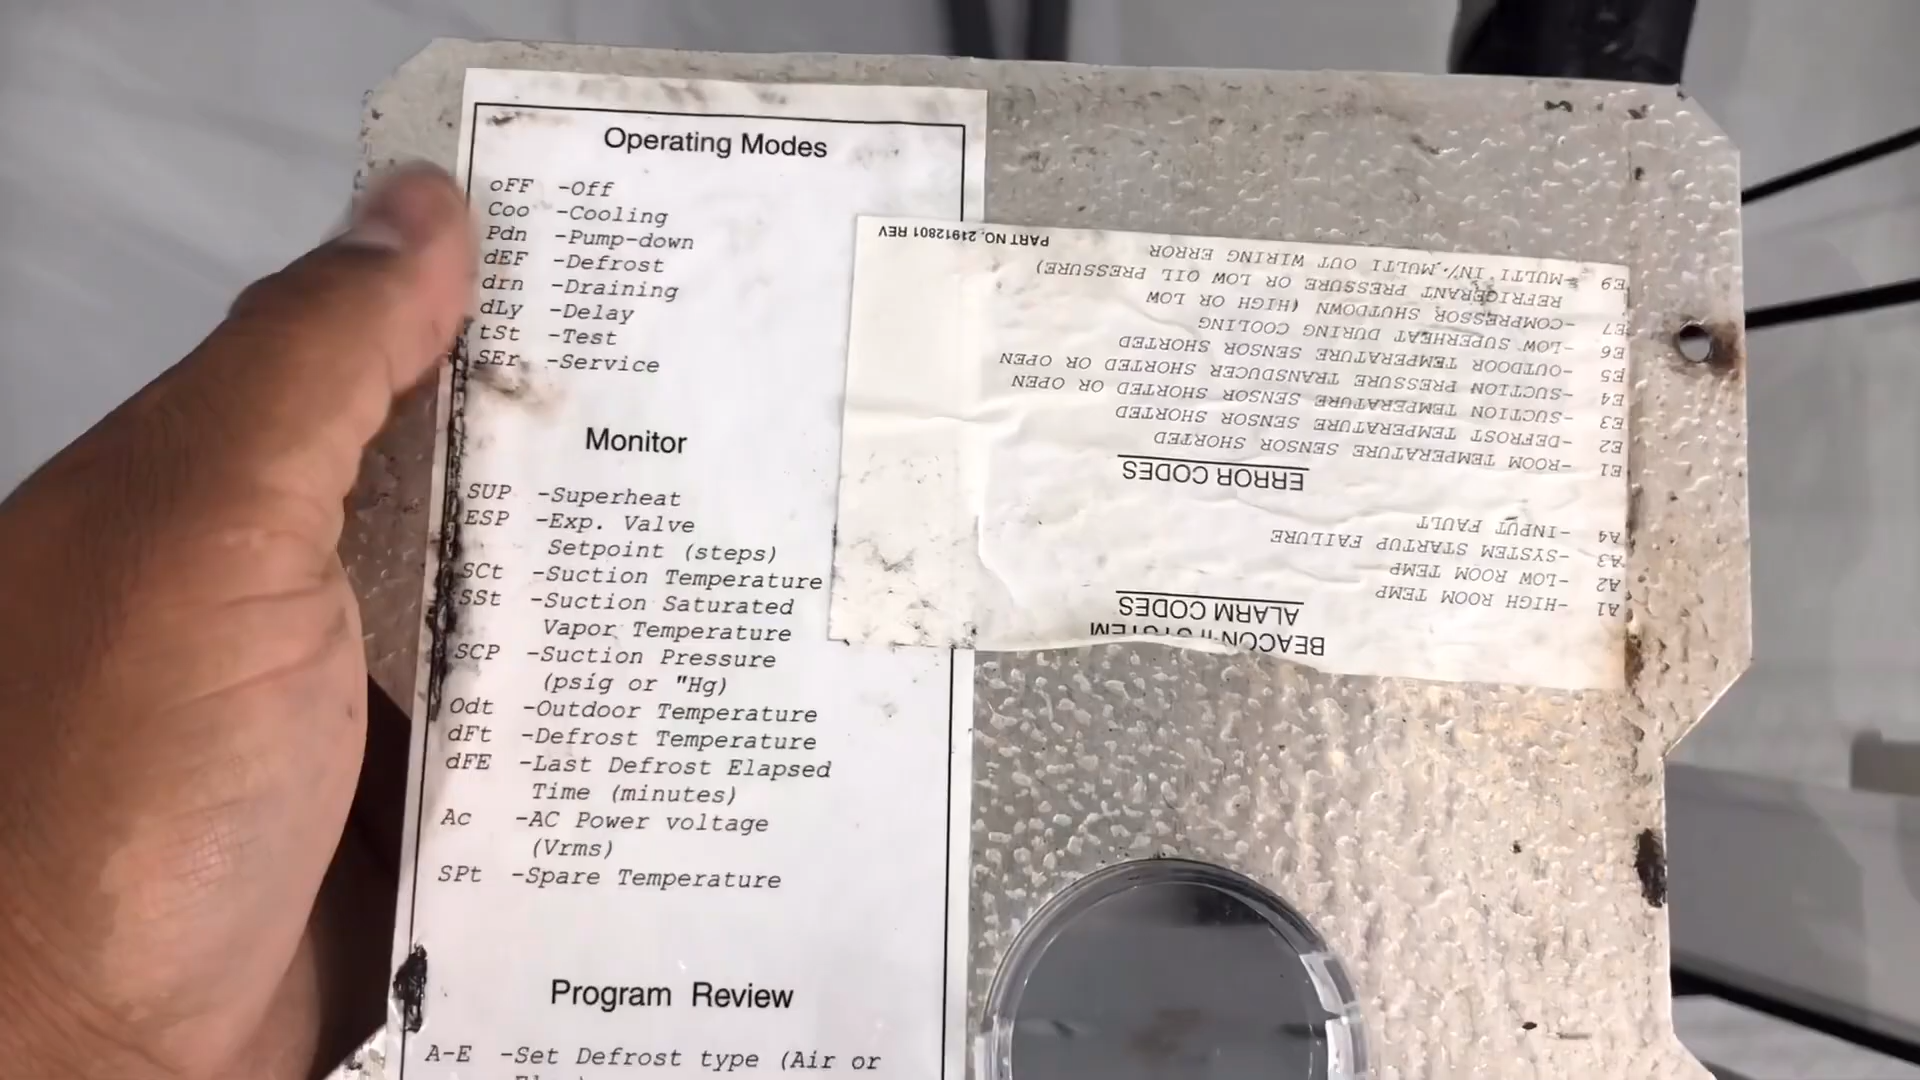 Operating Modes
oFF -Off
Coo -Cooling
Pdn -Pump-down
dEF -Defrost
drn -Draining
dLy -Delay
tSt -Test
SEr -Service
Monitor
SUP -Superheat
ESP -Exp. Valve
Setpoint (steps)
SCt -Suction Temperature
SSt -Suction Saturated
Vapor Temperature
SCP -Suction Pressure
(psig or "Hg)
Odt -Outdoor Temperature
dFt -Defrost Temperature
dFE -Last Defrost Elapsed
Time (minutes)
Ac -AC Power voltage
(Vrms)
SPt -Spare Temperature
Program Review
A-E -Set Defrost type (Air or
BEACON II SYSTEM
ALARM CODES
A1 -HIGH ROOM TEMP
A2 -LOW ROOM TEMP
A3 -SYSTEM STARTUP FAILURE
A4 -INPUT FAULT
ERROR CODES
E1 -ROOM TEMPERATURE SENSOR SHORTED
E2 -DEFROST TEMPERATURE SENSOR SHORTED
E3 -SUCTION TEMPERATURE SENSOR SHORTED OR OPEN
E4 -SUCTION PRESSURE TRANSDUCER SHORTED OR OPEN
E5 -OUTDOOR TEMPERATURE SENSOR SHORTED
E6 -LOW SUPERHEAT DURING COOLING
E7 -COMPRESSOR SHUTDOWN (HIGH OR LOW
REFRIGERANT PRESSURE OR LOW OIL PRESSURE)
E9 -MULTI IN/ MULTI OUT WIRING ERROR
PART NO. 21912801 REV